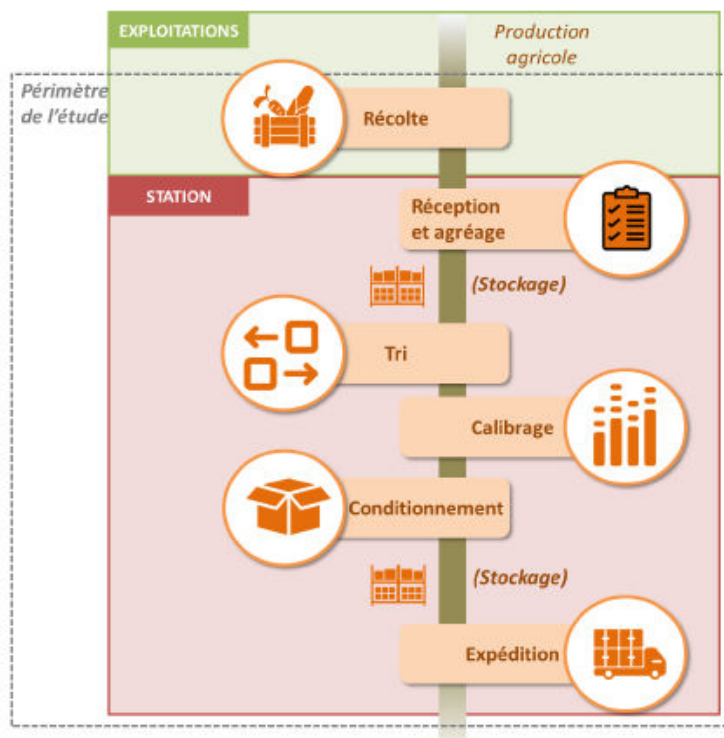 EXPLOITATIONS
Production
agricole
Périmètre
de l'étude
Récolte
STATION
Réception
et agréage
(Stockage)
Tri
Calibrage
Conditionnement
(Stockage)
Expédition